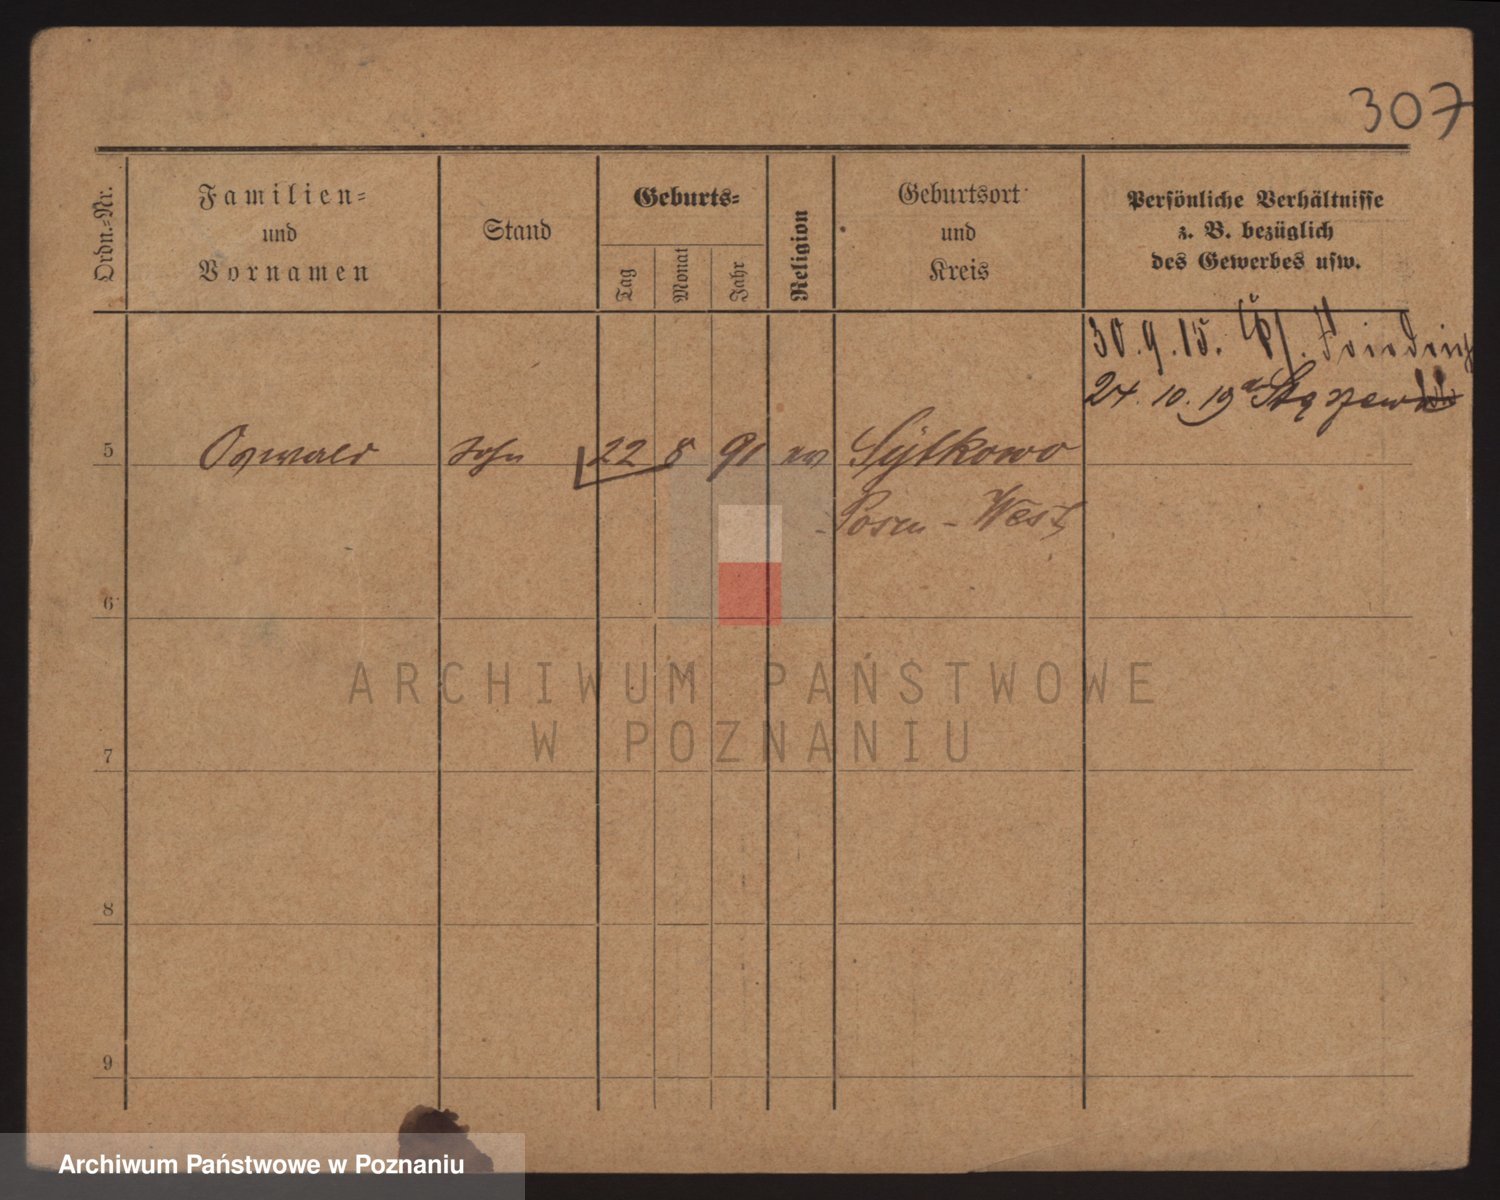 307
Ordn.-Nr.
Familien-
und
Vornamen
Stand
Geburts-
Tag
Monat
Jahr
Religion
Geburtsort
und
Kreis
Persönliche Verhältnisse
z. B. bezüglich
des Gewerbes usw.
30.9.15. Friedrich
24. 10. 19
5 Oswald Sohn 22 8 91 ev Sytkowo
Posen-West
6
ARCHIWUM PAŃSTWOWE
W POZNANIU
7
8
9
Archiwum Państwowe w Poznaniu